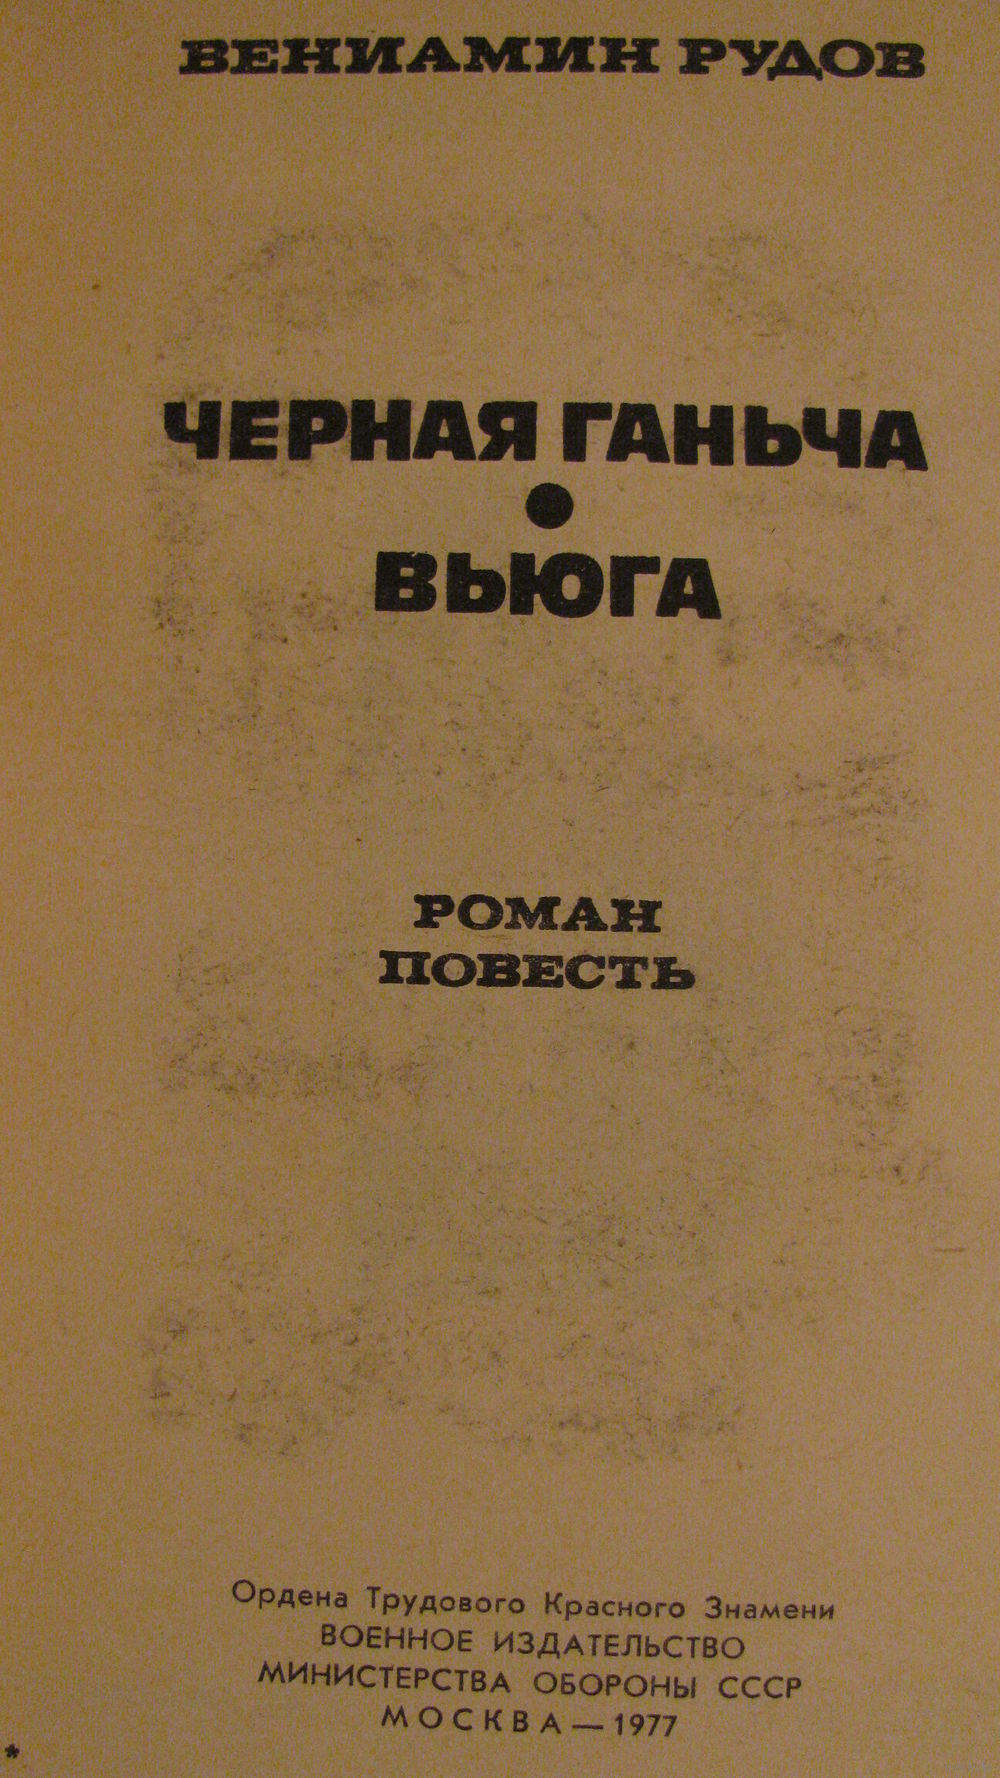 ВЕНИАМИН РУДОВ
ЧЕРНАЯ ГАНЬЧА
●
ВЬЮГА
РОМАН
ПОВЕСТЬ
Ордена Трудового Красного Знамени
ВОЕННОЕ ИЗДАТЕЛЬСТВО
МИНИСТЕРСТВА ОБОРОНЫ СССР
МОСКВА—1977
*